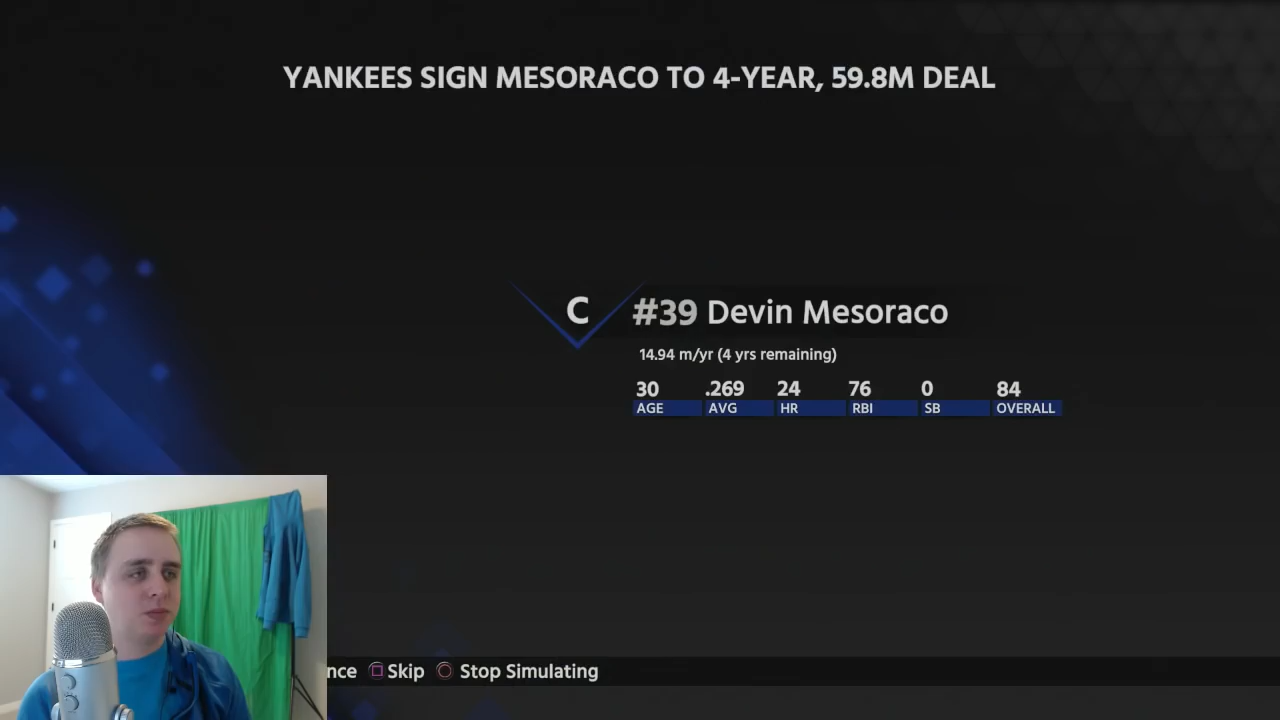 YANKEES SIGN MESORACO TO 4-YEAR, 59.8M DEAL
C #39 Devin Mesoraco
14.94 m/yr (4 yrs remaining)
30 .269 24 76 0 84
AGE AVG HR RBI SB OVERALL
nce Skip Stop Simulating